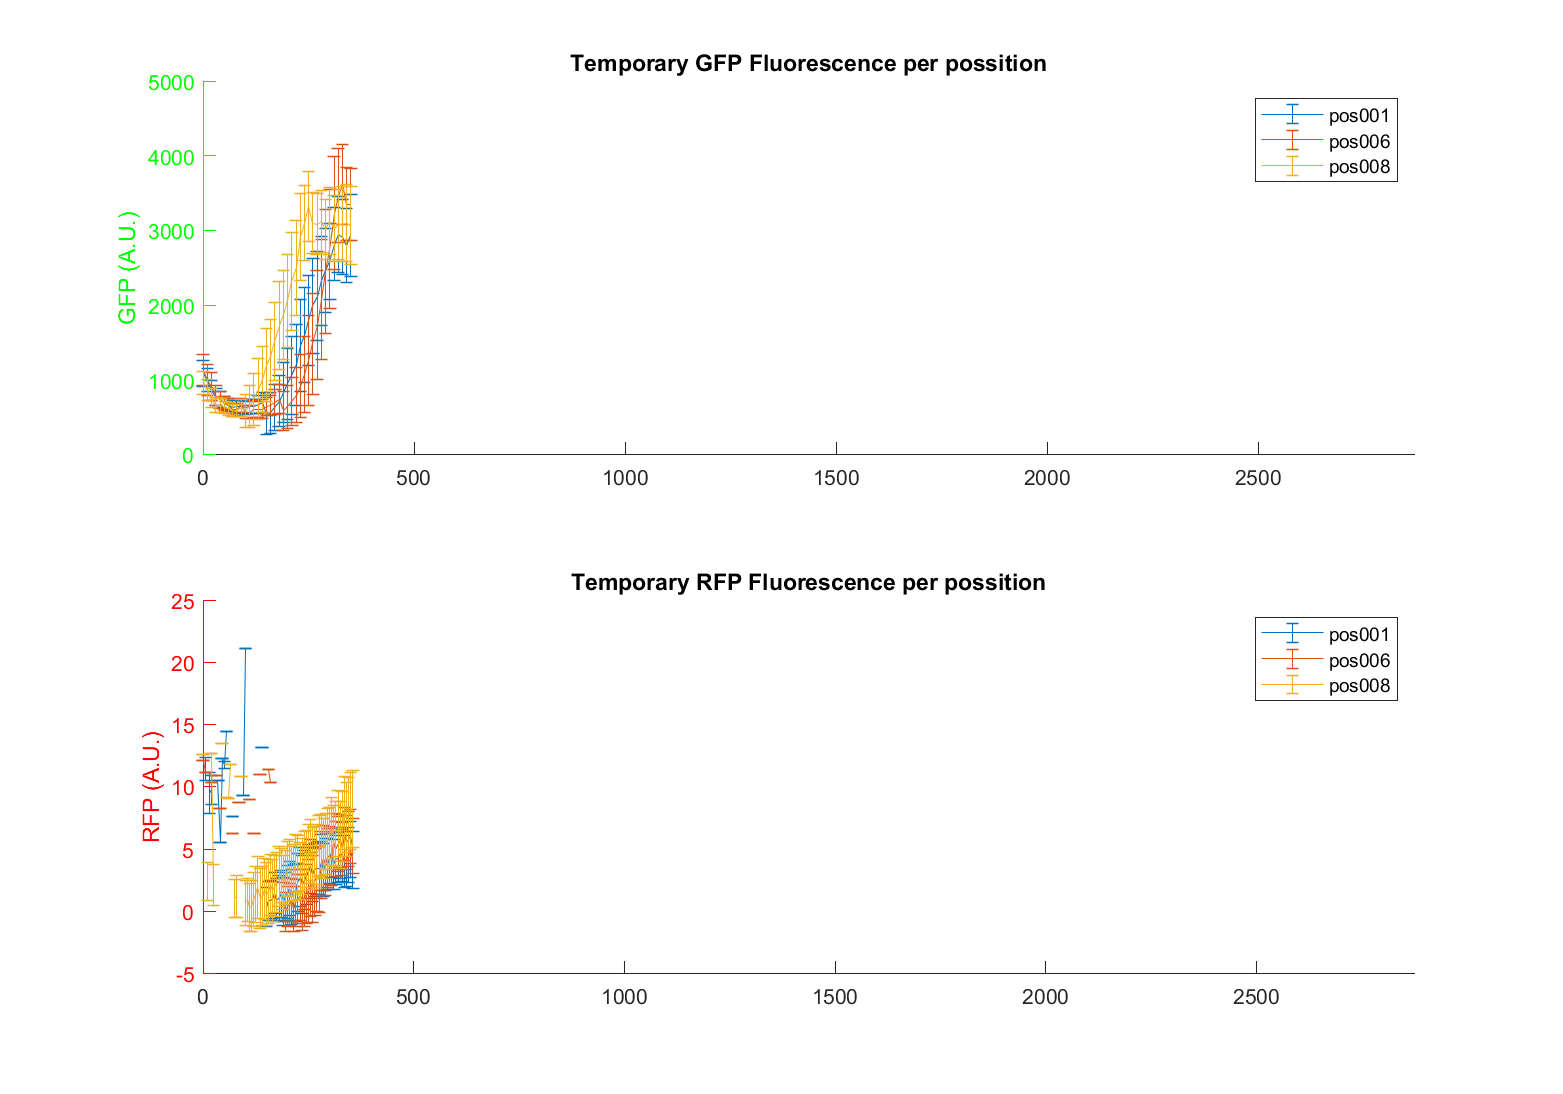 Temporary GFP Fluorescence per possition
5000
4000
3000
2000
1000
0
GFP (A.U.)
pos001
pos006
pos008
0 500 1000 1500 2000 2500
Temporary RFP Fluorescence per possition
25
20
15
10
5
0
-5
RFP (A.U.)
pos001
pos006
pos008
0 500 1000 1500 2000 2500